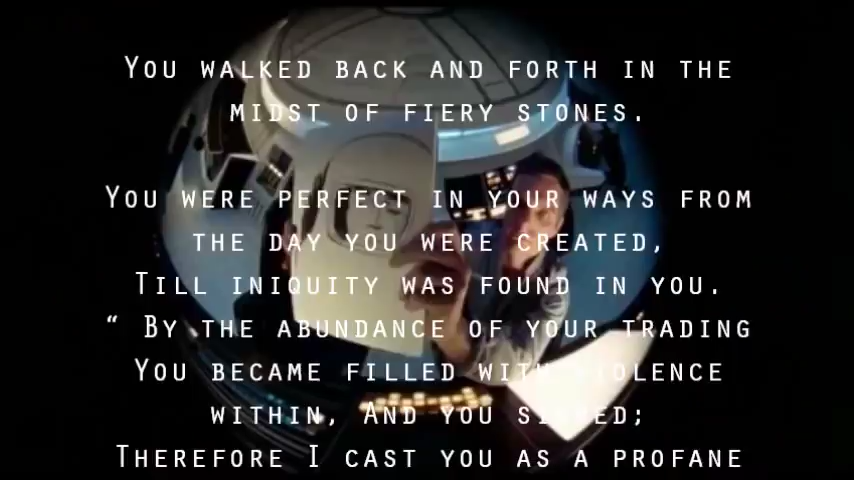 You walked back and forth in the
midst of fiery stones.
You were perfect in your ways from
the day you were created,
Till iniquity was found in you.
“ By the abundance of your trading
You became filled with violence
within, And you sinned;
Therefore I cast you as a profane